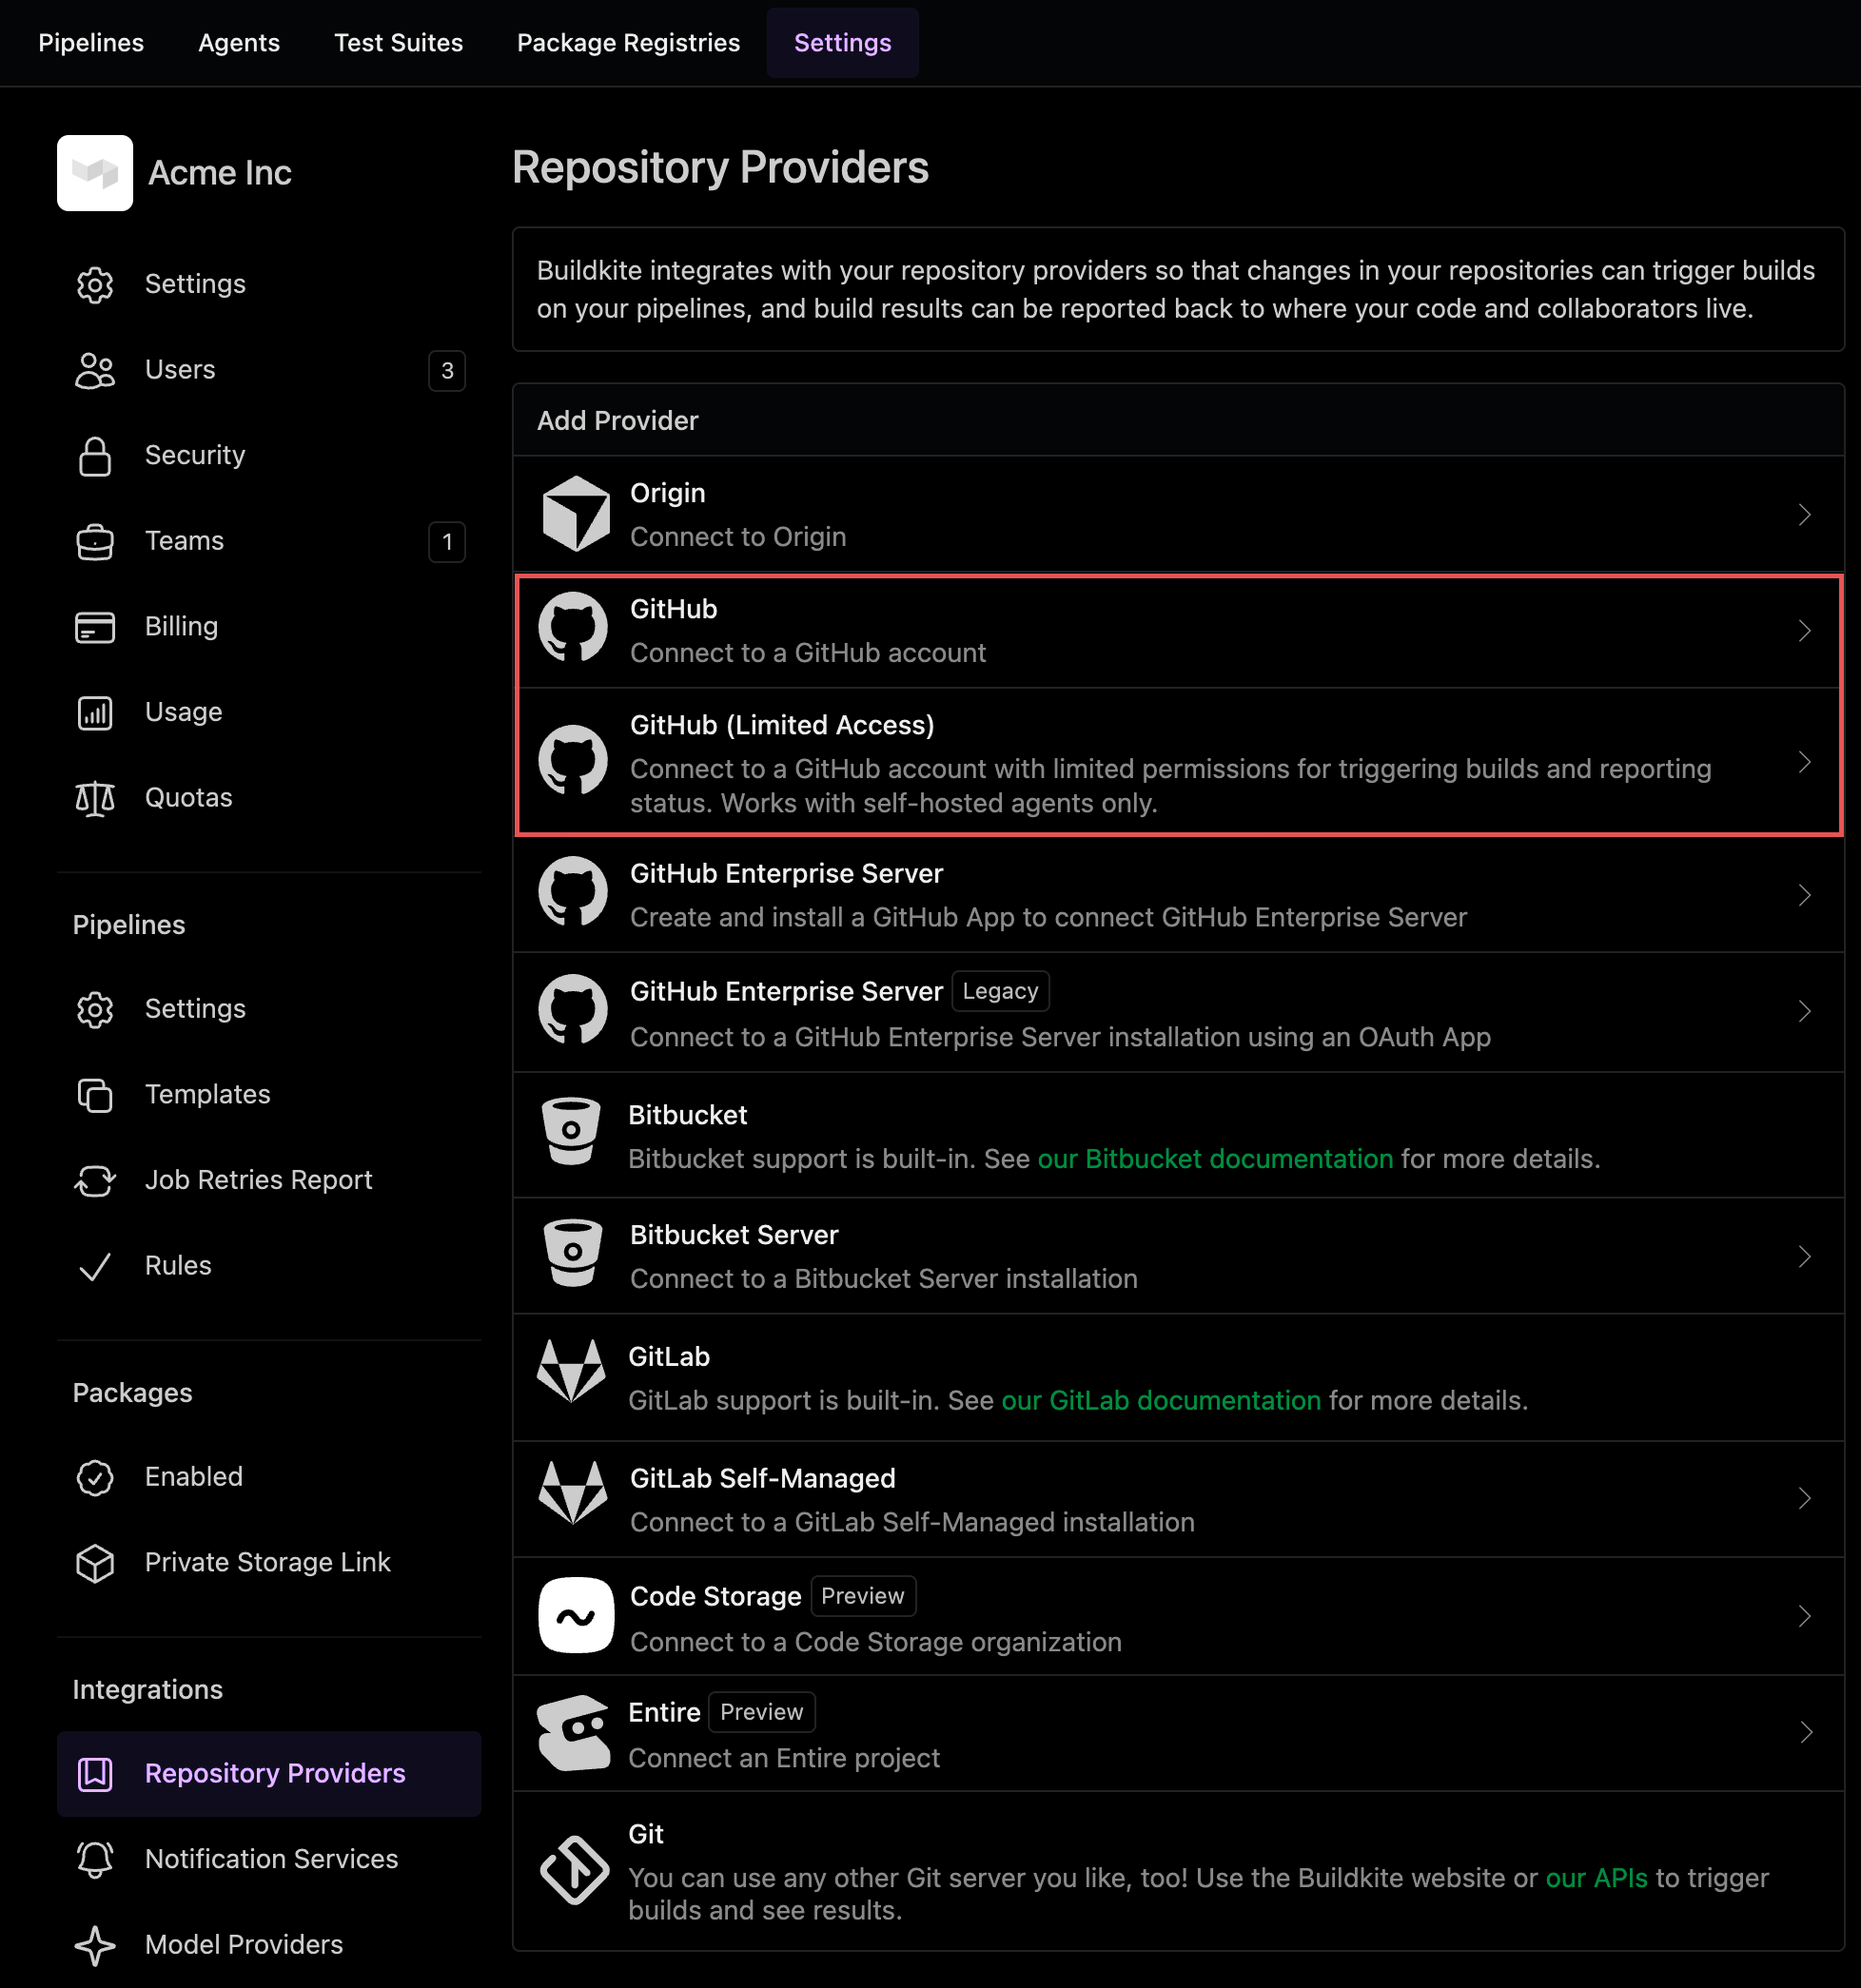 Pipelines
Agents
Test Suites
Package Registries
Settings
Acme Inc
Settings
Users
3
Security
Teams
1
Billing
Usage
Quotas
Pipelines
Settings
Templates
Job Retries Report
Rules
Packages
Enabled
Private Storage Link
Integrations
Repository Providers
Notification Services
Model Providers
Repository Providers
Buildkite integrates with your repository providers so that changes in your repositories can trigger builds
on your pipelines, and build results can be reported back to where your code and collaborators live.
Add Provider
Origin
Connect to Origin
GitHub
Connect to a GitHub account
GitHub (Limited Access)
Connect to a GitHub account with limited permissions for triggering builds and reporting
status. Works with self-hosted agents only.
GitHub Enterprise Server
Create and install a GitHub App to connect GitHub Enterprise Server
GitHub Enterprise Server Legacy
Connect to a GitHub Enterprise Server installation using an OAuth App
Bitbucket
Bitbucket support is built-in. See our Bitbucket documentation for more details.
Bitbucket Server
Connect to a Bitbucket Server installation
GitLab
GitLab support is built-in. See our GitLab documentation for more details.
GitLab Self-Managed
Connect to a GitLab Self-Managed installation
Code Storage Preview
Connect to a Code Storage organization
Entire Preview
Connect an Entire project
Git
You can use any other Git server you like, too! Use the Buildkite website or our APIs to trigger
builds and see results.